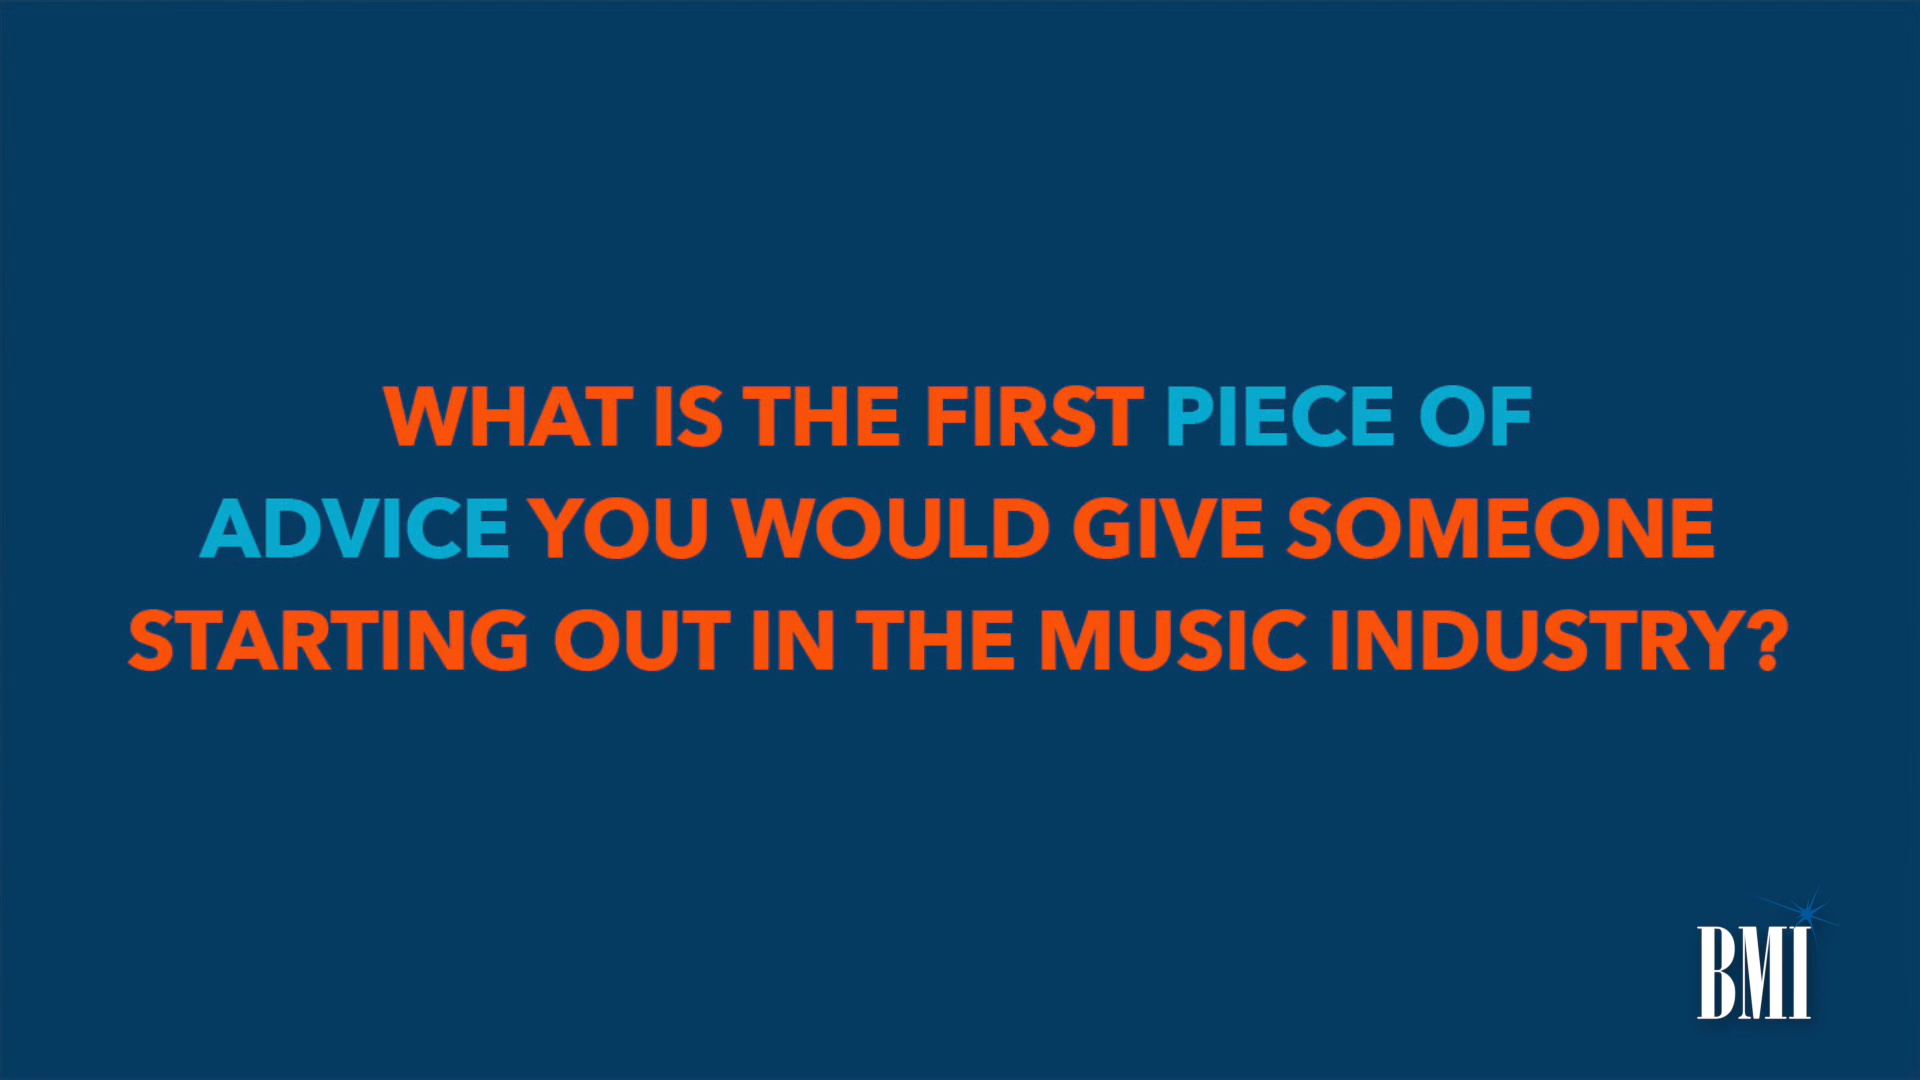 WHAT IS THE FIRST PIECE OF
ADVICE YOU WOULD GIVE SOMEONE
STARTING OUT IN THE MUSIC INDUSTRY?
BMI